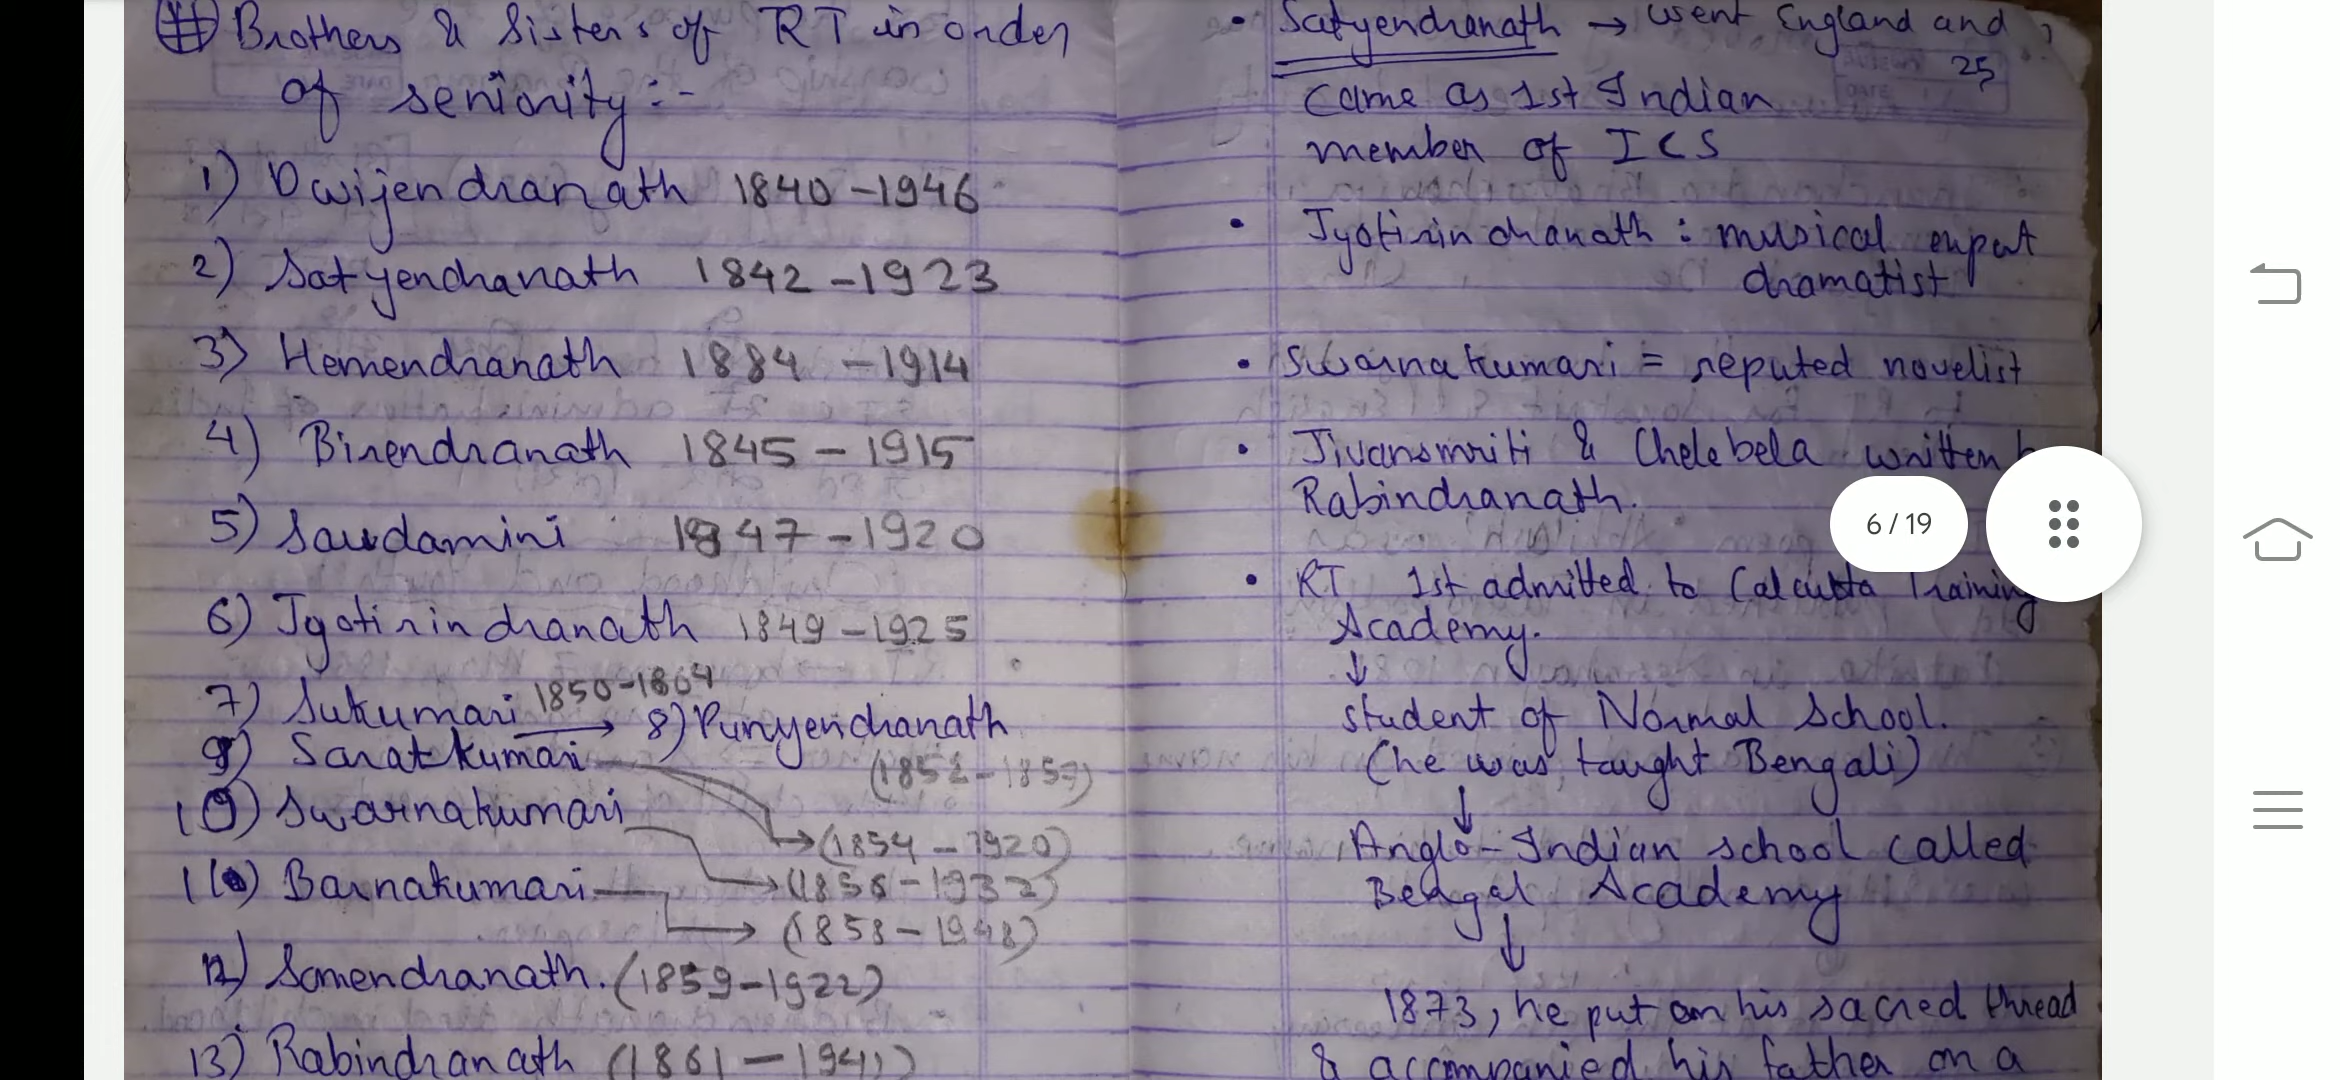 # Brothers & Sisters of RT in order
of seniority :-
1) Dwijendranath 1840 - 1946
2) Satyendranath 1842 - 1923
3) Hemendranath 1884 - 1914
4) Birendranath 1845 - 1915
5) Saudamini 1847 - 1920
6) Jyotirindranath 1849 - 1925
7) Sukumari 1850-1864 → 8) Punyendranath
9) Saratkumari (1852 - 1857)
10) Swarnakumari
→ (1854 - 1920)
11) Barnakumari → (1856 - 1932)
→ (1858 - 1948)
12) Somendranath. (1859-1922)
13) Rabindranath (1861 - 1941)
• Satyendranath → went England and
25
came as 1st Indian
member of ICS
• Jyotirindranath : musical expert
dramatist
• Swarnakumari = reputed novelist
• Jivansmriti & Chelebela written
Rabindranath.
• RT 1st admitted to Calcutta Training
Academy.
↓
student of Normal School.
(he was taught Bengali)
↓
Anglo-Indian school called
Bengal Academy
↓
1873, he put on his sacred thread
& accompanied his father on a
6 / 19